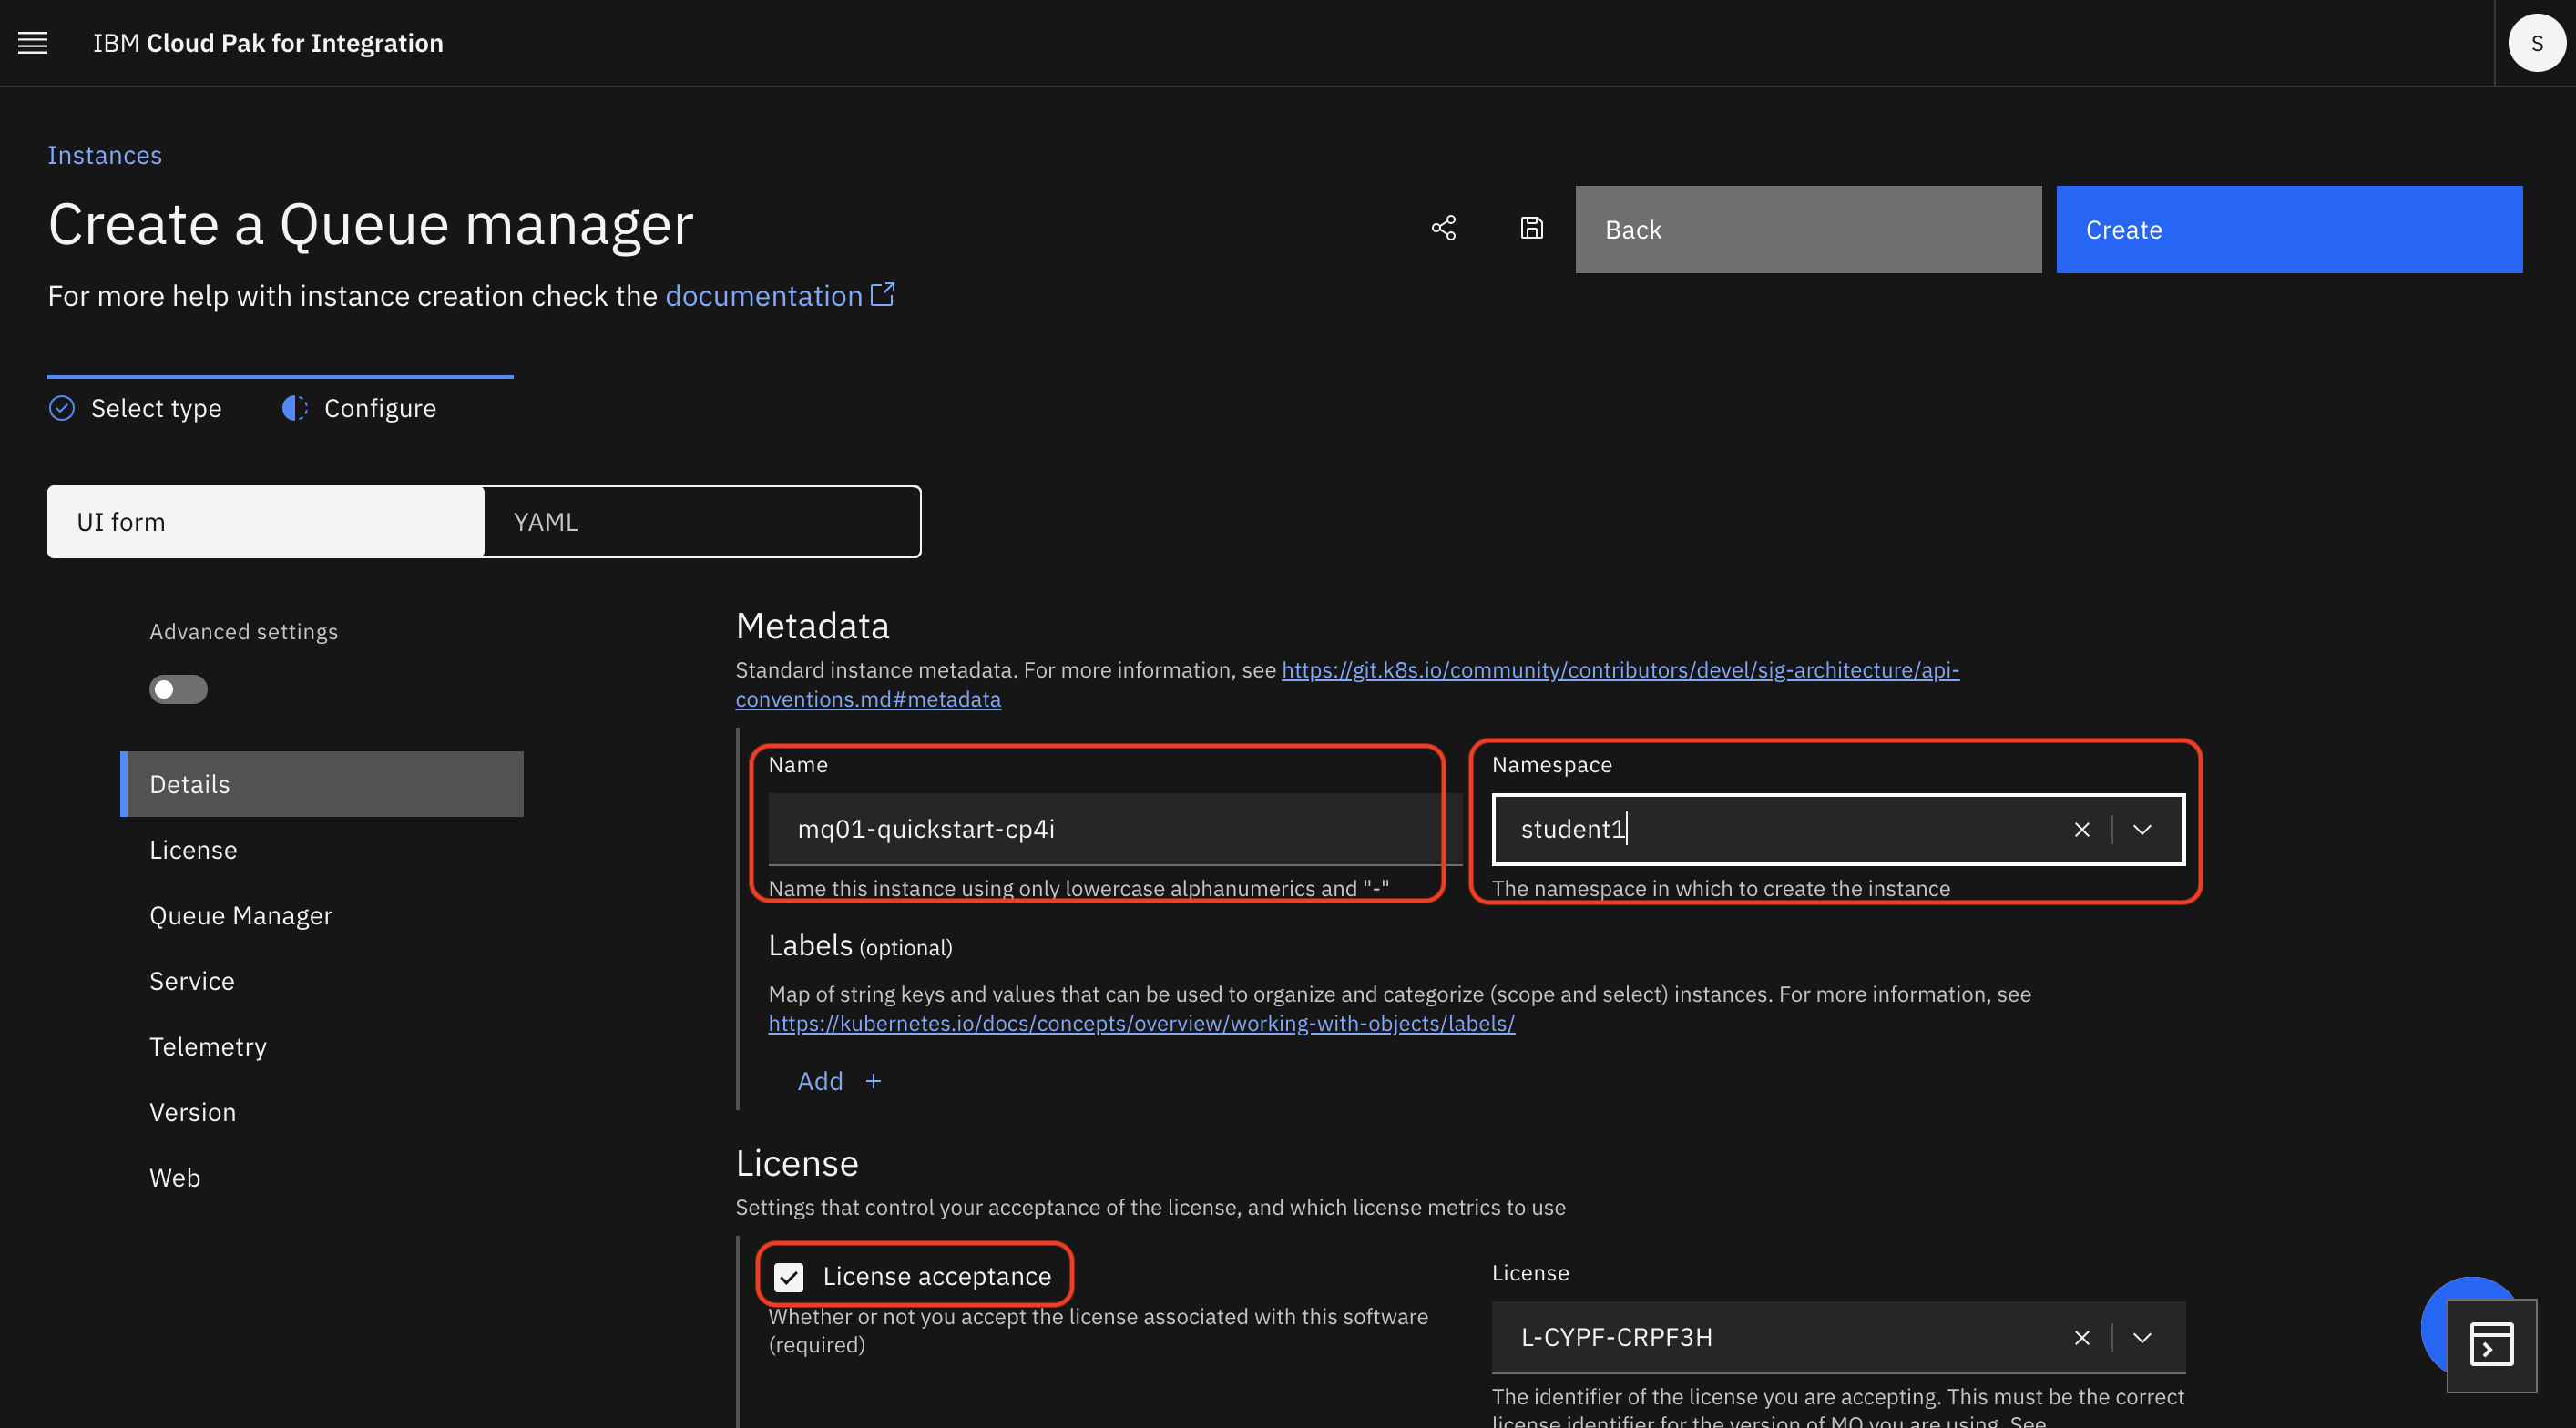 IBM Cloud Pak for Integration
S
Instances
Create a Queue manager
Back
Create
For more help with instance creation check the documentation
Select type
Configure
UI form
YAML
Advanced settings
Details
License
Queue Manager
Service
Telemetry
Version
Web
Metadata
Standard instance metadata. For more information, see https://git.k8s.io/community/contributors/devel/sig-architecture/api-
conventions.md#metadata
Name
mq01-quickstart-cp4i
Name this instance using only lowercase alphanumerics and "-"
Namespace
student1
The namespace in which to create the instance
Labels (optional)
Map of string keys and values that can be used to organize and categorize (scope and select) instances. For more information, see
https://kubernetes.io/docs/concepts/overview/working-with-objects/labels/
Add +
License
Settings that control your acceptance of the license, and which license metrics to use
License acceptance
Whether or not you accept the license associated with this software
(required)
License
L-CYPF-CRPF3H
The identifier of the license you are accepting. This must be the correct
license identifier for the version of MQ you are using. See